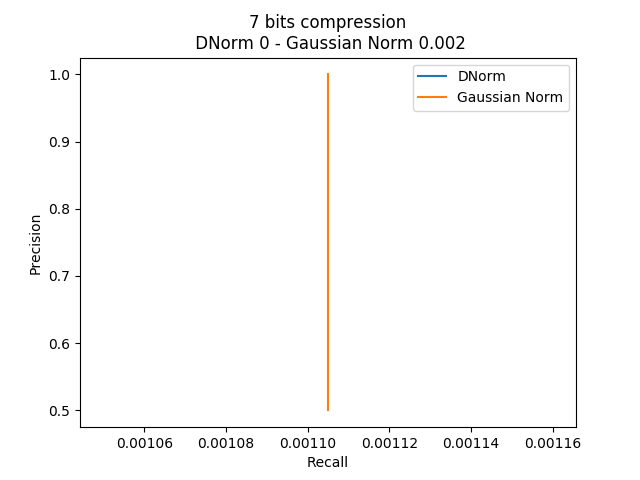 7 bits compression
DNorm 0 - Gaussian Norm 0.002
1.0
0.9
0.8
0.7
0.6
0.5
Precision
DNorm
Gaussian Norm
0.00106 0.00108 0.00110 0.00112 0.00114 0.00116
Recall